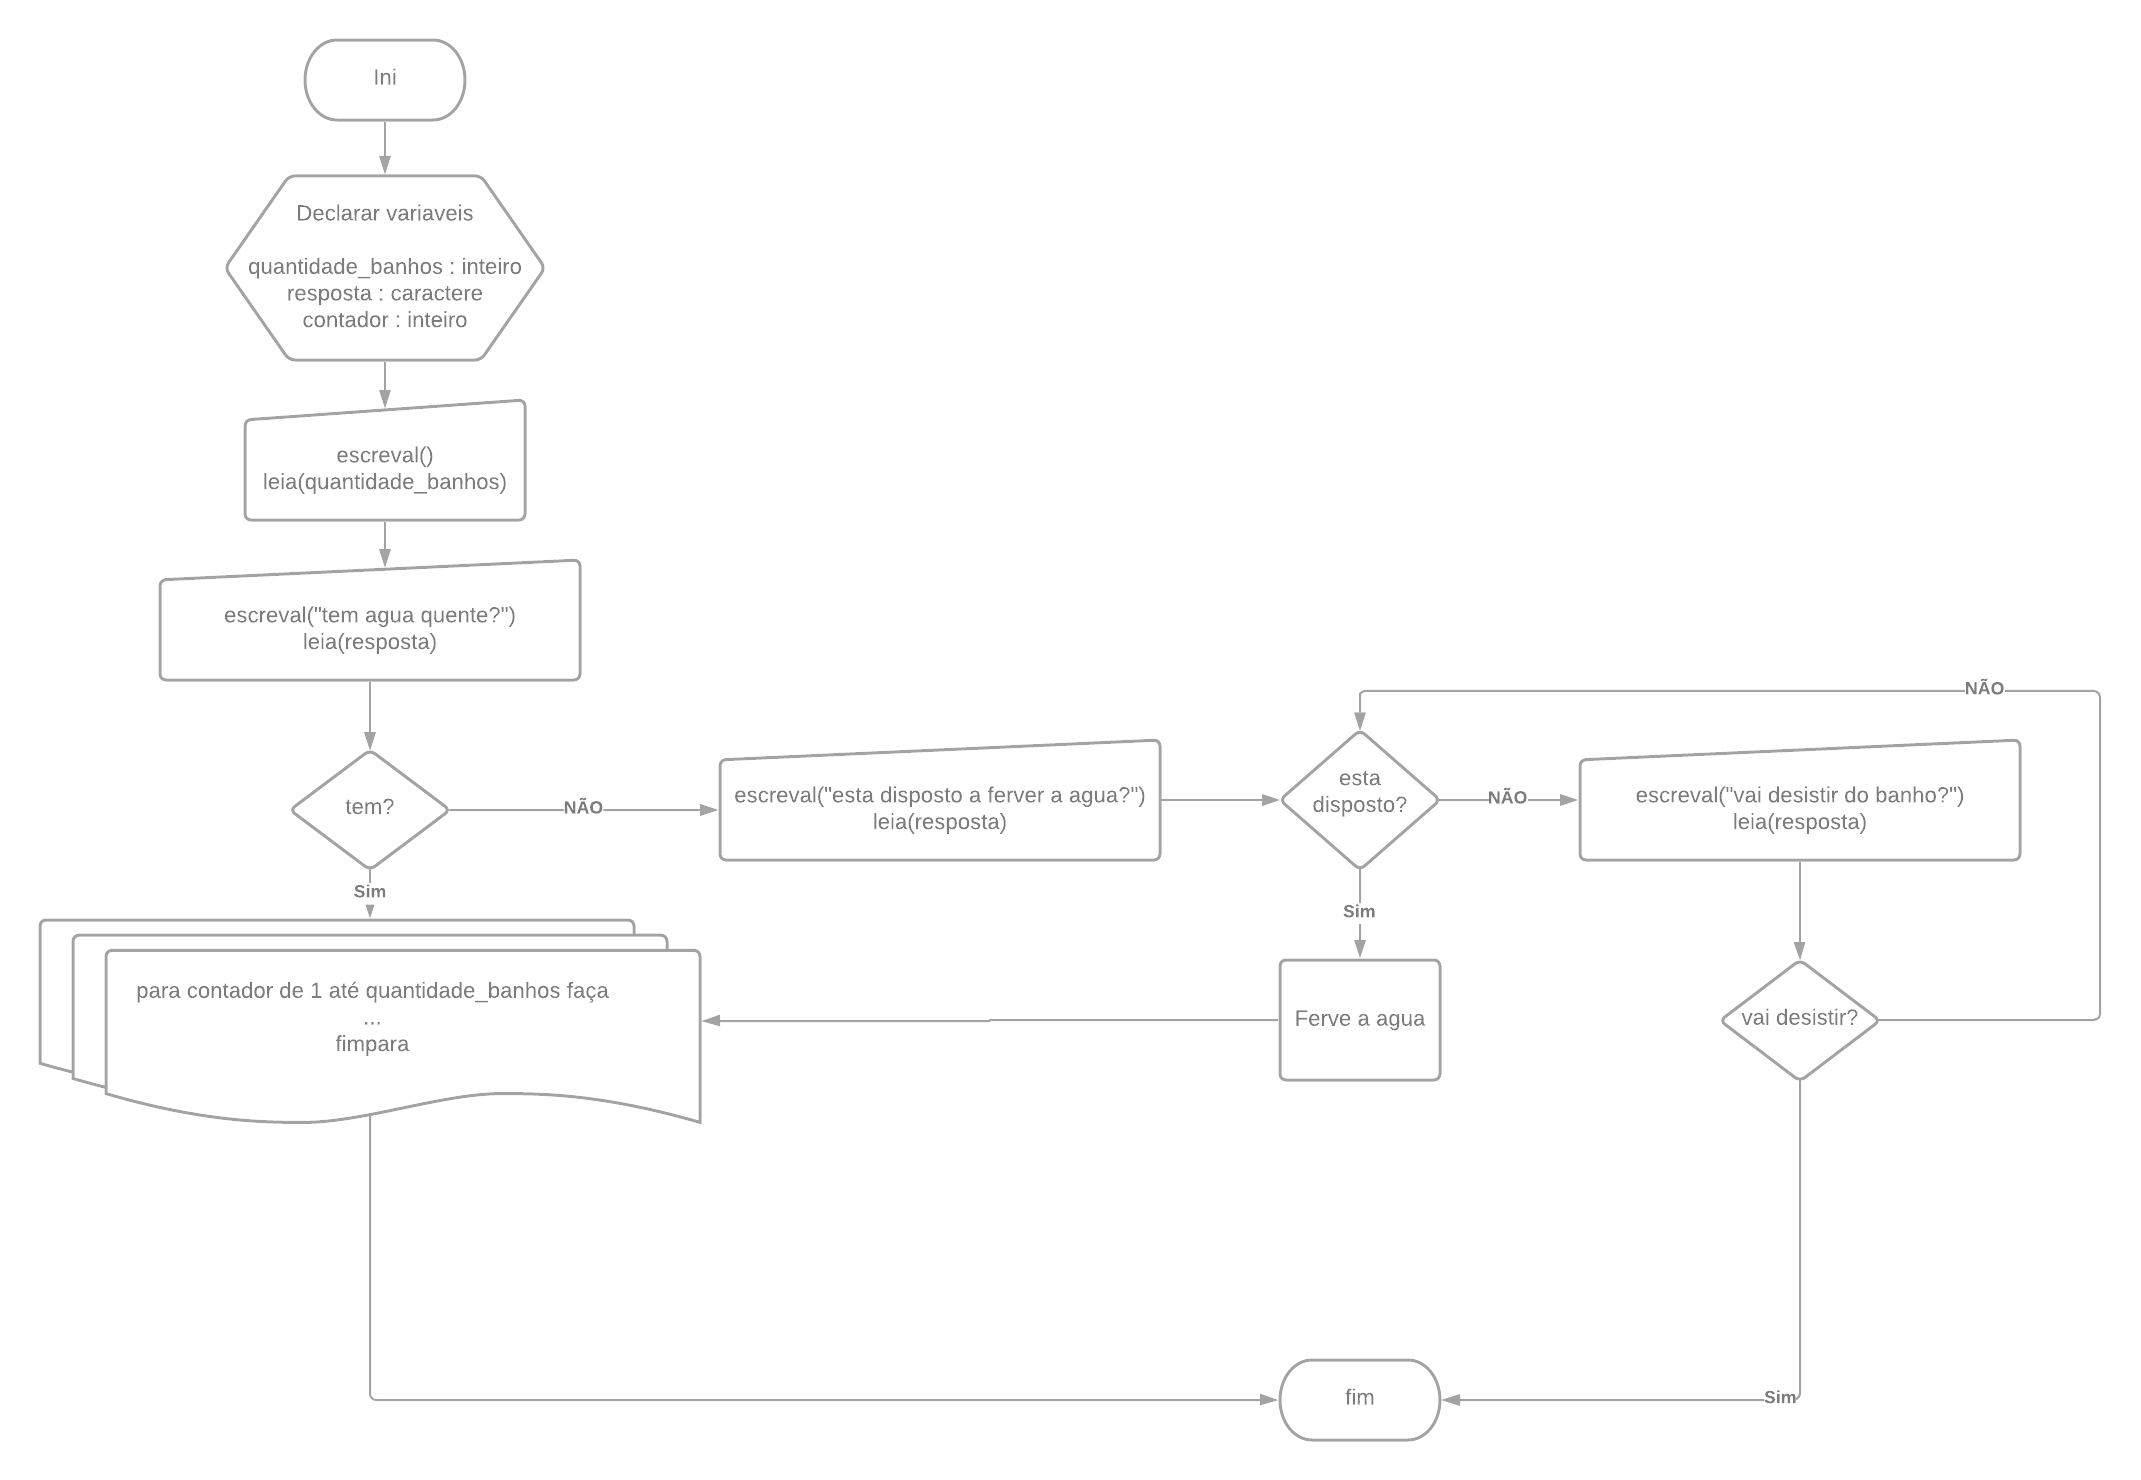 Ini
Declarar variaveis
quantidade_banhos : inteiro
resposta : caractere
contador : inteiro
escreval()
leia(quantidade_banhos)
escreval("tem agua quente?")
leia(resposta)
tem?
NÃO
escreval("esta disposto a ferver a agua?")
leia(resposta)
esta
disposto?
NÃO
escreval("vai desistir do banho?")
leia(resposta)
NÃO
Sim
Sim
para contador de 1 até quantidade_banhos faça
...
fimpara
Ferve a agua
vai desistir?
fim
Sim